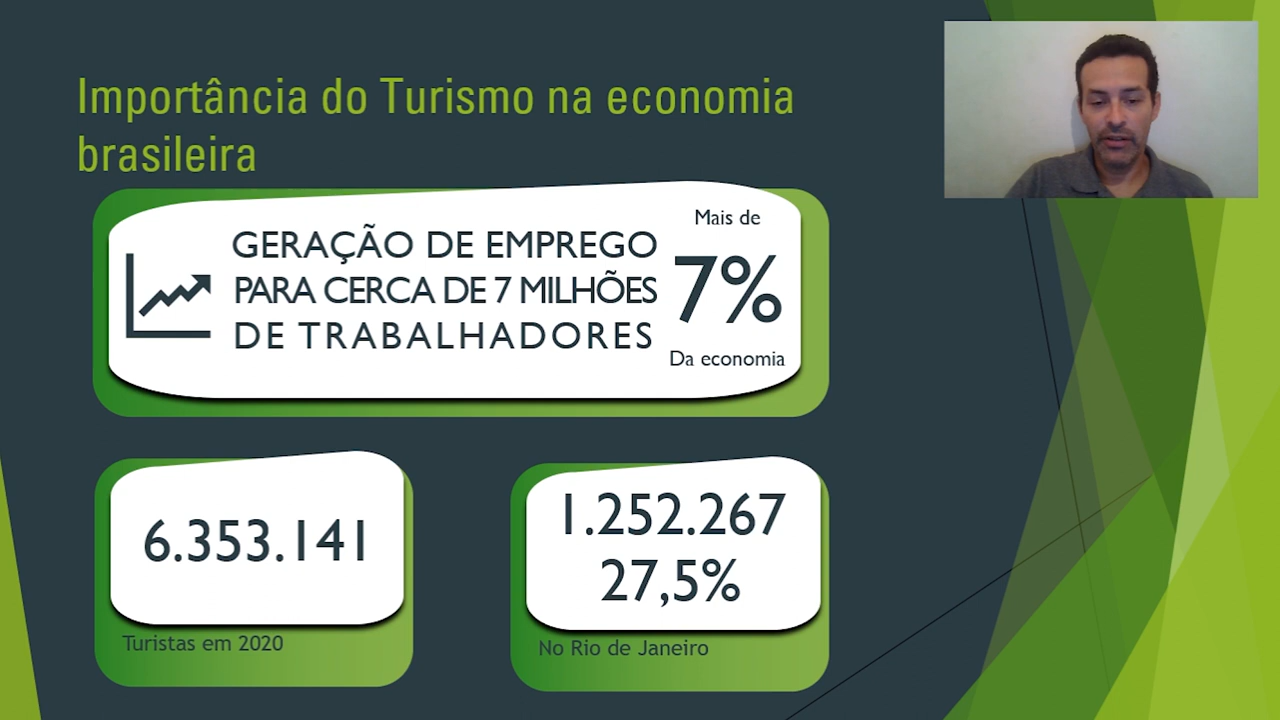 Importância do Turismo na economia
brasileira
GERAÇÃO DE EMPREGO
PARA CERCA DE 7 MILHÕES
DE TRABALHADORES
Mais de
7%
Da economia
6.353.141
Turistas em 2020
1.252.267
27,5%
No Rio de Janeiro